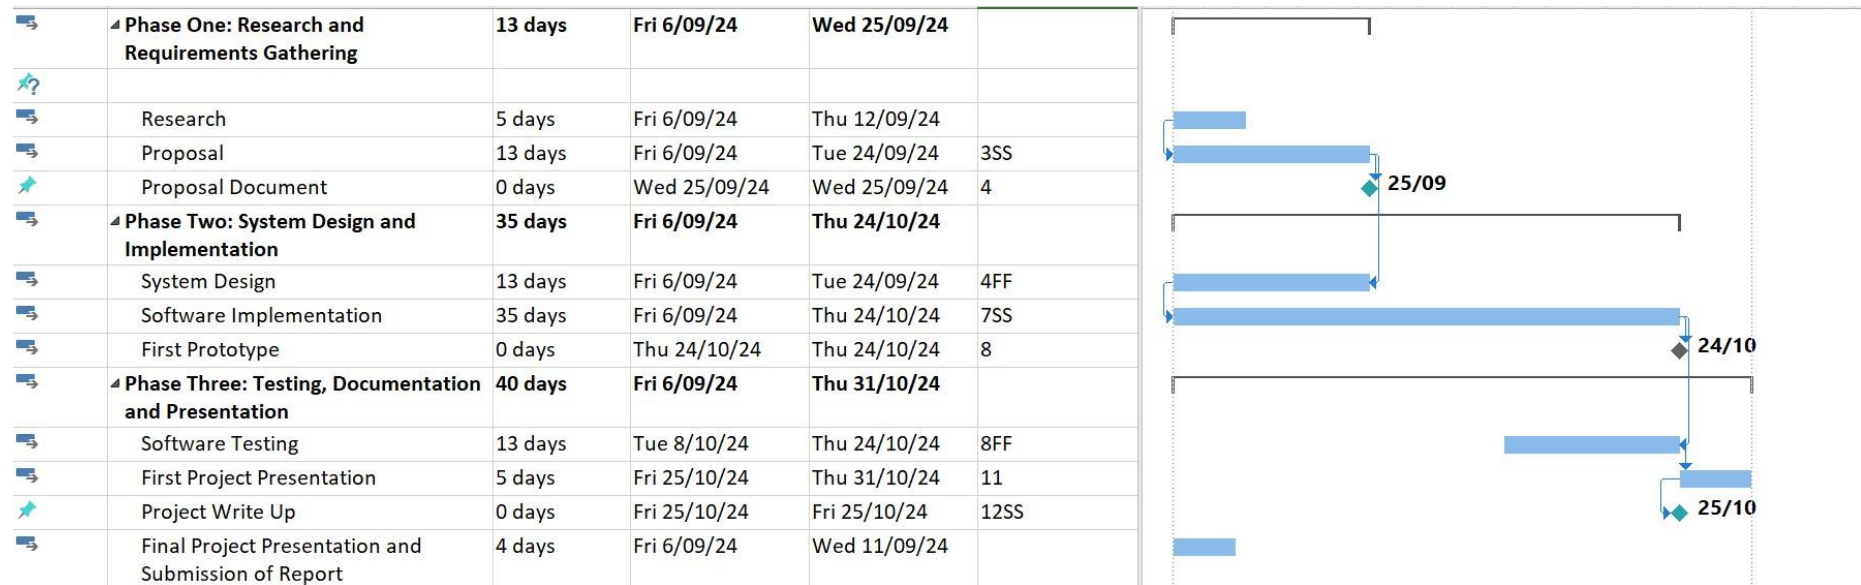 Phase One: Research and 13 days Fri 6/09/24 Wed 25/09/24
Requirements Gathering
?
Research 5 days Fri 6/09/24 Thu 12/09/24
Proposal 13 days Fri 6/09/24 Tue 24/09/24 3SS
Proposal Document 0 days Wed 25/09/24 Wed 25/09/24 4 25/09
Phase Two: System Design and 35 days Fri 6/09/24 Thu 24/10/24
Implementation
System Design 13 days Fri 6/09/24 Tue 24/09/24 4FF
Software Implementation 35 days Fri 6/09/24 Thu 24/10/24 7SS
First Prototype 0 days Thu 24/10/24 Thu 24/10/24 8 24/10
Phase Three: Testing, Documentation 40 days Fri 6/09/24 Thu 31/10/24
and Presentation
Software Testing 13 days Tue 8/10/24 Thu 24/10/24 8FF
First Project Presentation 5 days Fri 25/10/24 Thu 31/10/24 11
Project Write Up 0 days Fri 25/10/24 Fri 25/10/24 12SS 25/10
Final Project Presentation and 4 days Fri 6/09/24 Wed 11/09/24
Submission of Report